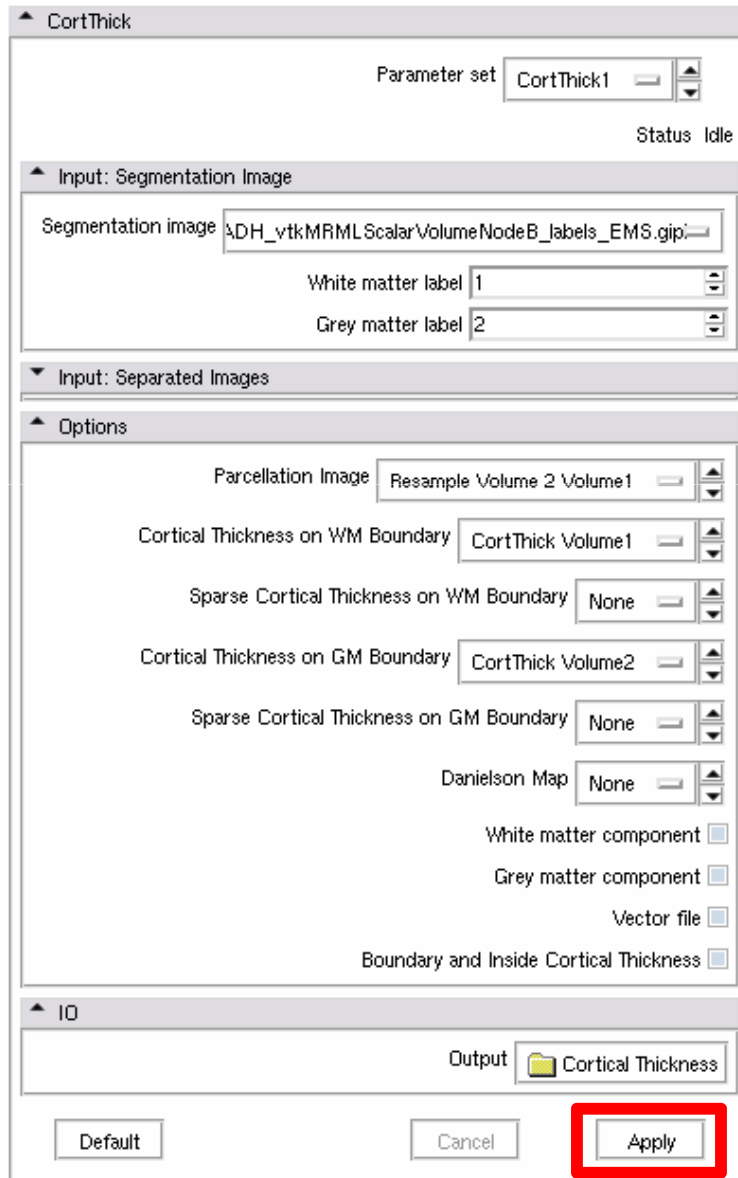 CortThick
Parameter set CortThick1
Status Idle
Input: Segmentation Image
Segmentation image ADH_vtkMRMLScalarVolumeNodeB_labels_EMS.gipl
White matter label 1
Grey matter label 2
Input: Separated Images
Options
Parcellation Image Resample Volume 2 Volume1
Cortical Thickness on WM Boundary CortThick Volume1
Sparse Cortical Thickness on WM Boundary None
Cortical Thickness on GM Boundary CortThick Volume2
Sparse Cortical Thickness on GM Boundary None
Danielson Map None
White matter component
Grey matter component
Vector file
Boundary and Inside Cortical Thickness
IO
Output Cortical Thickness
Default Cancel Apply